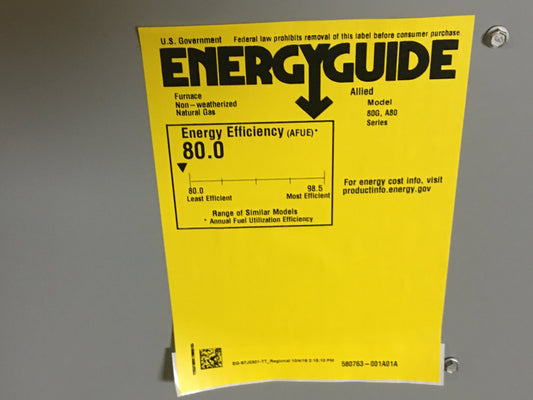 U.S. Government Federal law prohibits removal of this label before consumer purchase
ENERGYGUIDE
Furnace
Non-weatherized
Natural Gas
Allied
Model
80G, A80
Series
Energy Efficiency (AFUE)*
80.0
80.0
Least Efficient
98.5
Most Efficient
Range of Similar Models
* Annual Fuel Utilization Efficiency
For energy cost info, visit
productinfo.energy.gov
580763-001A01A